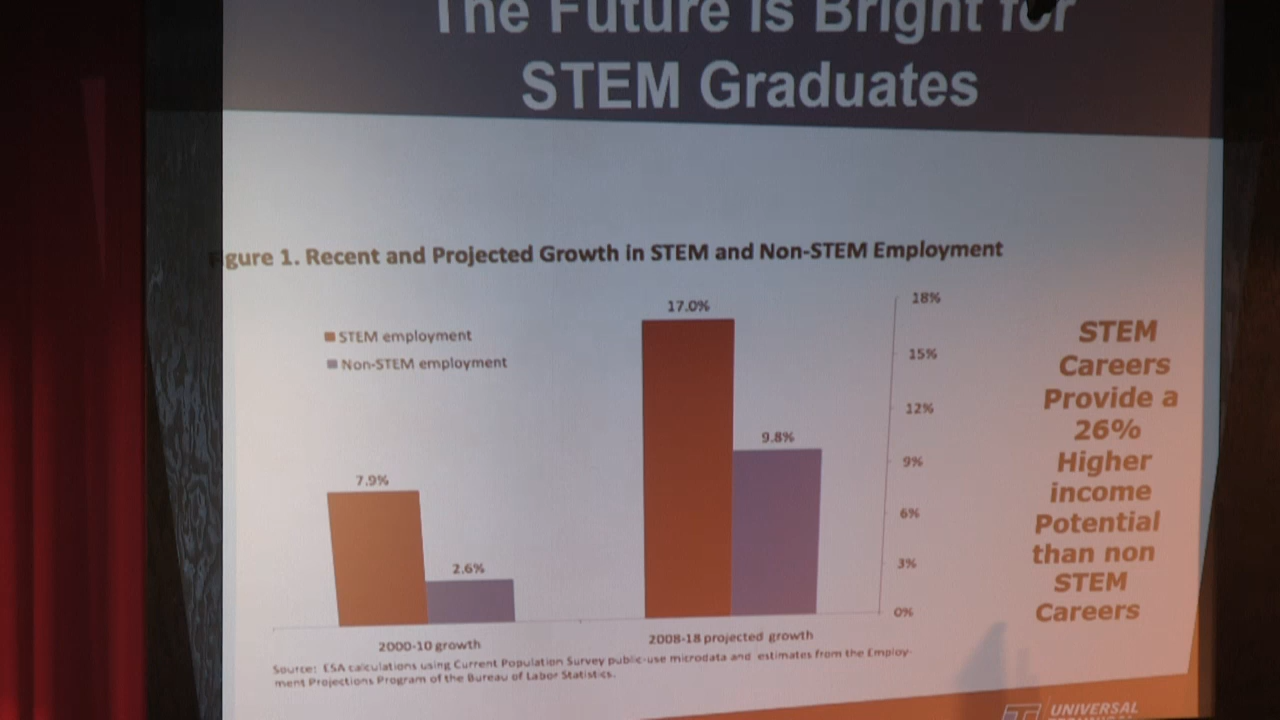 The Future is Bright for
STEM Graduates
gure 1. Recent and Projected Growth in STEM and Non-STEM Employment
STEM employment
Non-STEM employment
7.9%
2.6%
17.0%
9.8%
18%
15%
12%
9%
6%
3%
0%
2000-10 growth
2008-18 projected growth
Source: ESA calculations using Current Population Survey public-use microdata and estimates from the Employ-
ment Projections Program of the Bureau of Labor Statistics.
STEM
Careers
Provide a
26%
Higher
income
Potential
than non
STEM
Careers
UNIVERSAL